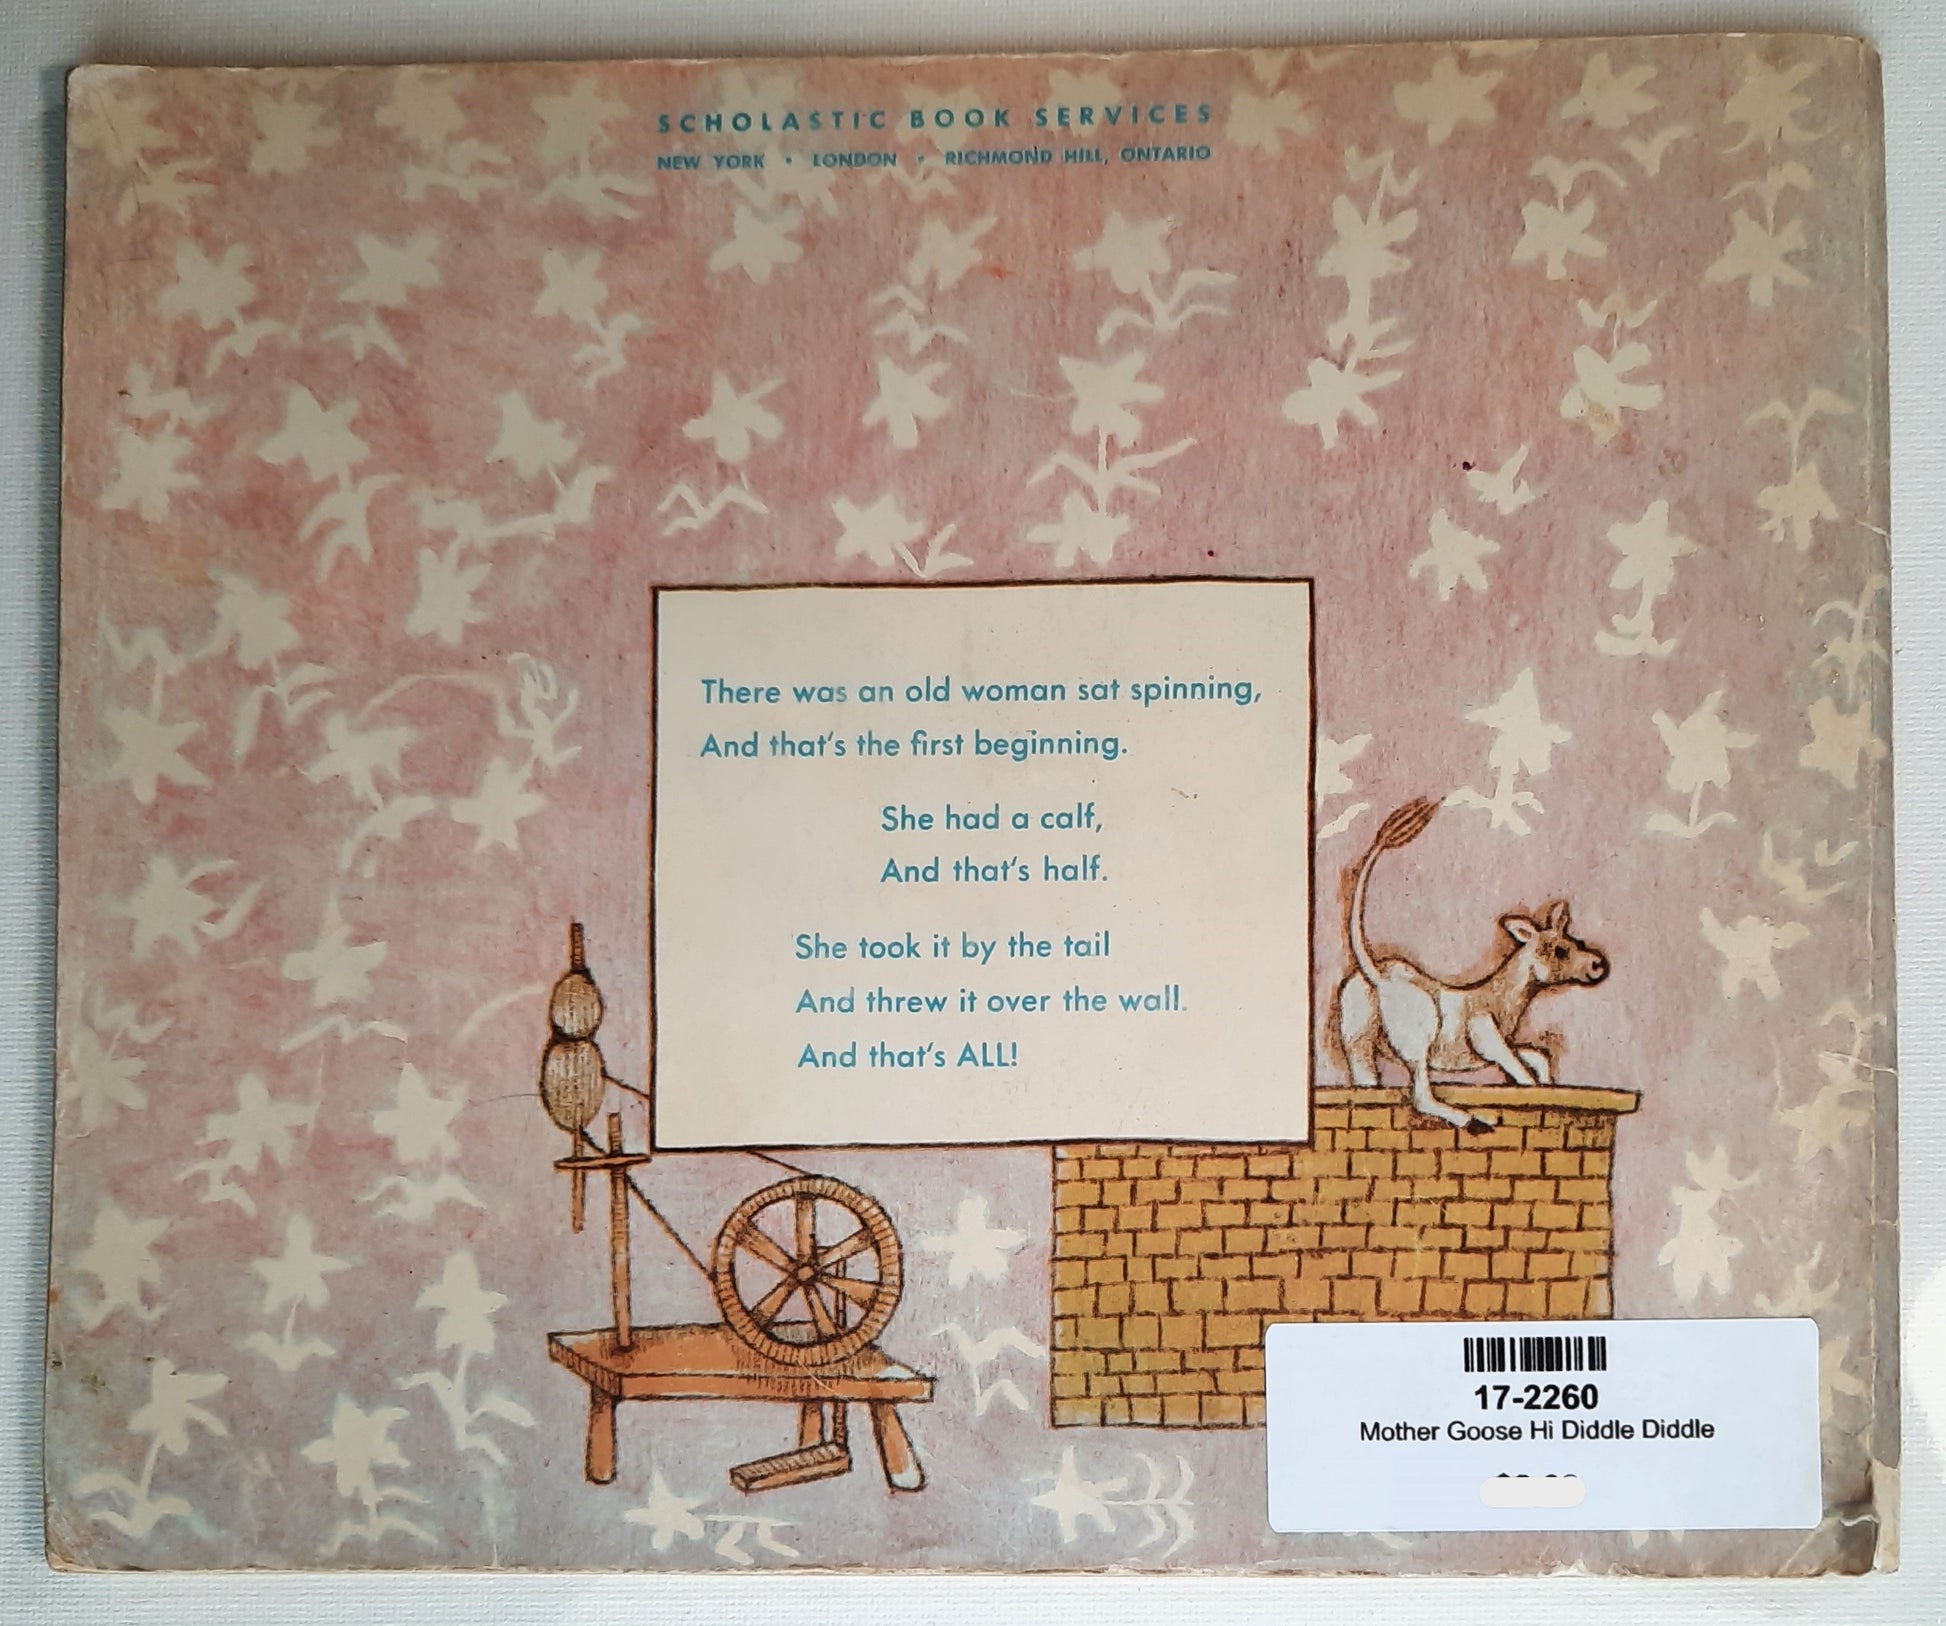 SCHOLASTIC BOOK SERVICES
NEW YORK • LONDON • RICHMOND HILL, ONTARIO
There was an old woman sat spinning,
And that's the first beginning.
She had a calf,
And that's half.
She took it by the tail
And threw it over the wall.
And that's ALL!
17-2260
Mother Goose Hi Diddle Diddle